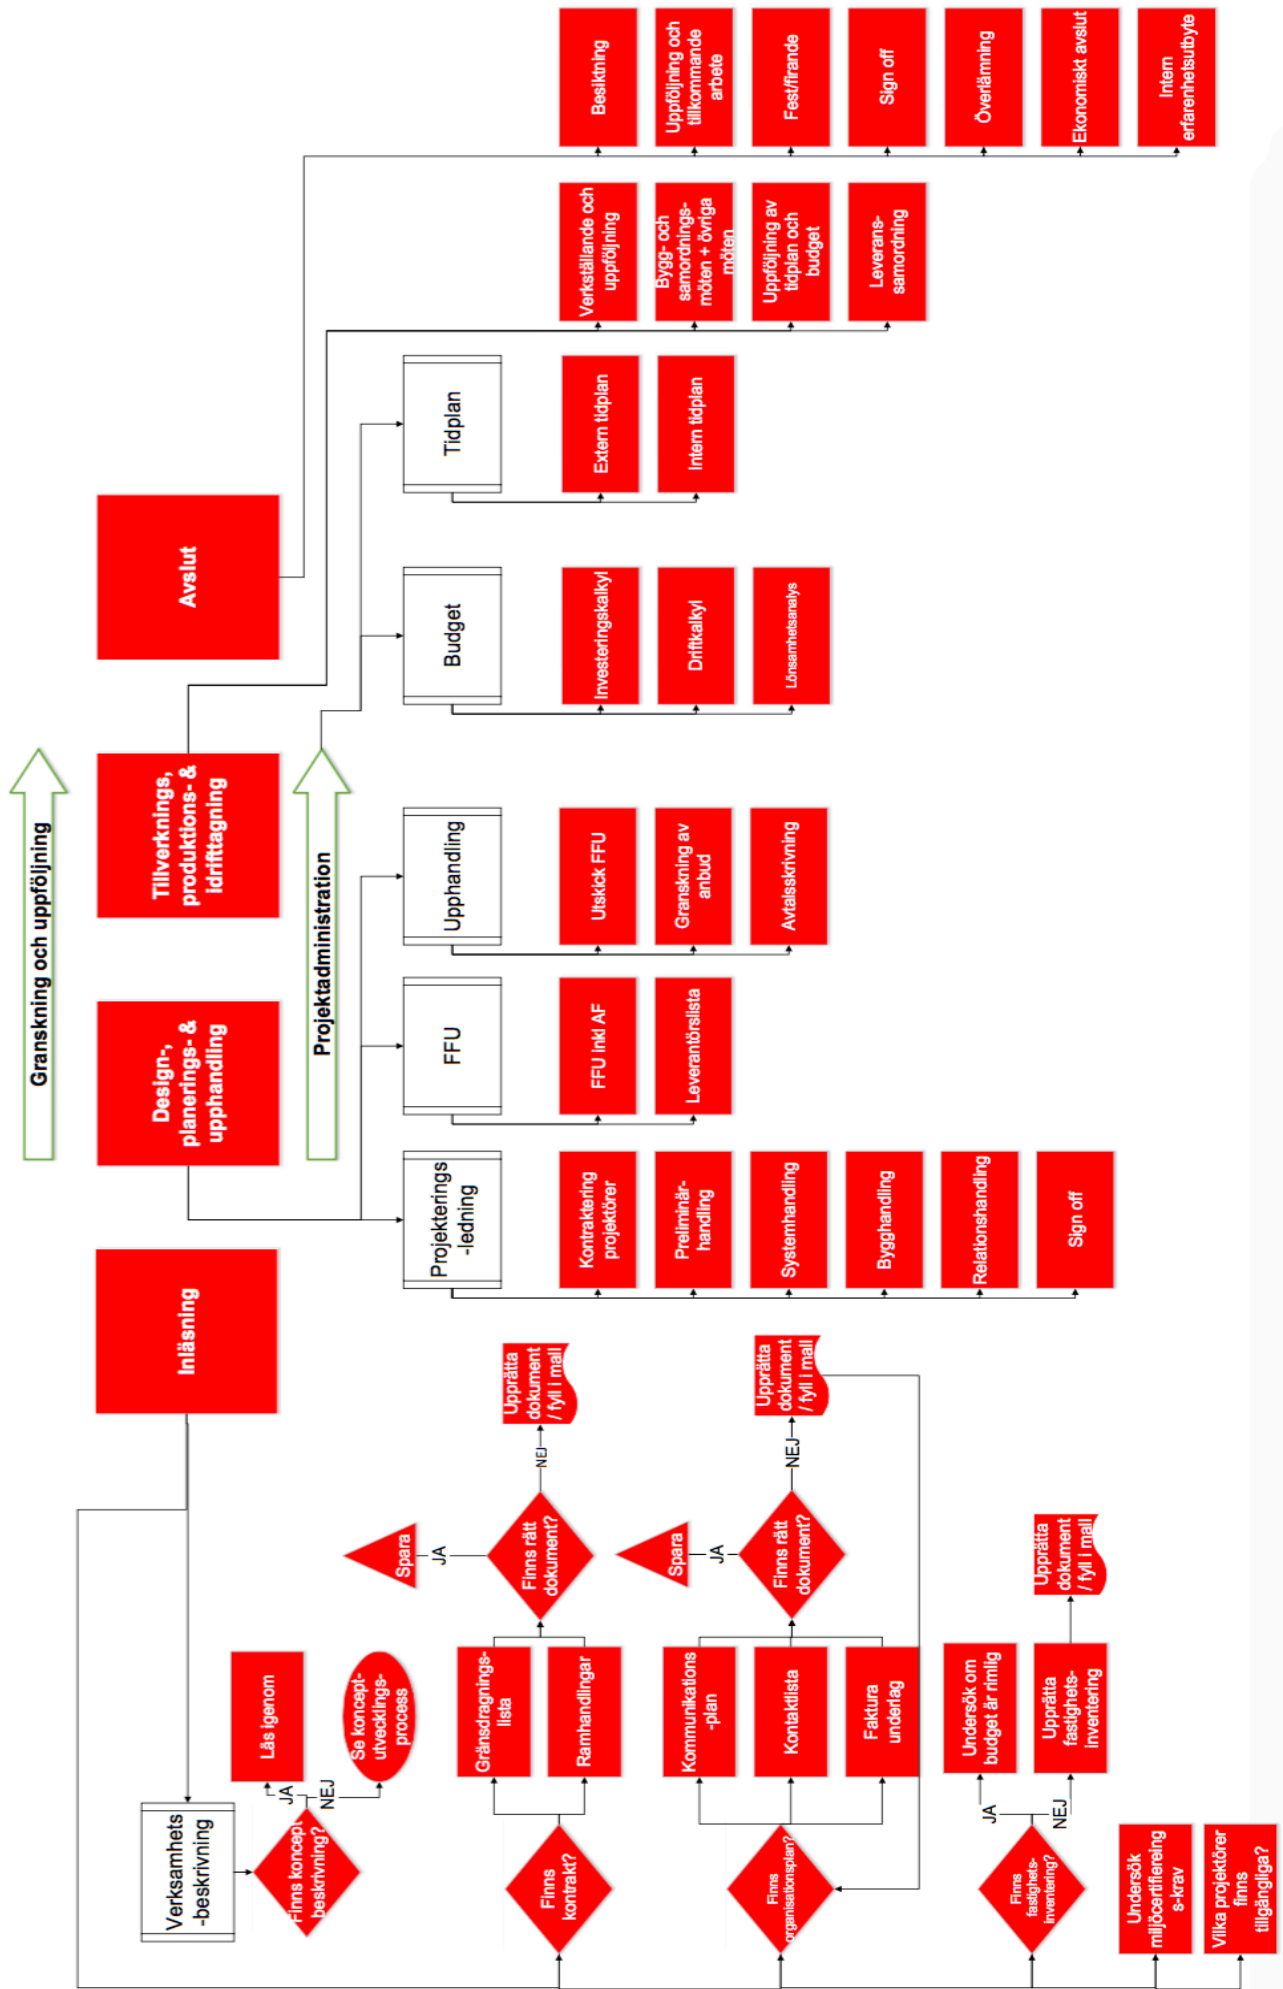 Granskning och uppföljning
Inläsning
Design-,
planerings- &
upphandling
Tillverknings,
produktions- &
idrifttagning
Avslut
Projektadministration
Verksamhets
-beskrivning
Finns koncept
beskrivning?
JA
NEJ
Läs igenom
Se koncept-
utvecklings-
process
Finns
kontrakt?
Gränsdragnings-
lista
Ramhandlingar
Finns rätt
dokument?
JA
Spara
NEJ
Upprätta
dokument
/ fyll i mall
Finns
organisationsplan?
Kommunikations
-plan
Kontaktlista
Faktura
underlag
Finns rätt
dokument?
JA
Spara
NEJ
Upprätta
dokument
/ fyll i mall
Finns
fastighets-
inventering?
JA
NEJ
Undersök om
budget är rimlig
Upprätta
fastighets-
inventering
Upprätta
dokument
/ fyll i mall
Undersök
miljöcertifiereing
s-krav
Vilka projektörer
finns
tillgängliga?
Projekterings
-ledning
Kontraktering
projektörer
Preliminär-
handling
Systemhandling
Bygghandling
Relationshandling
Sign off
FFU
FFU inkl AF
Leverantörslista
Upphandling
Utskick FFU
Granskning av
anbud
Avtalsskrivning
Budget
Investeringskalkyl
Driftkalkyl
Lönsamhetsanalys
Tidplan
Extern tidplan
Intern tidplan
Verkställande och
uppföljning
Bygg- och
samordnings-
möten + övriga
möten
Uppföljning av
tidplan och
budget
Leverans-
samordning
Besiktning
Uppföljning och
tillkommande
arbete
Fest/firande
Sign off
Överlämning
Ekonomiskt avslut
Intern
erfarenhetsutbyte